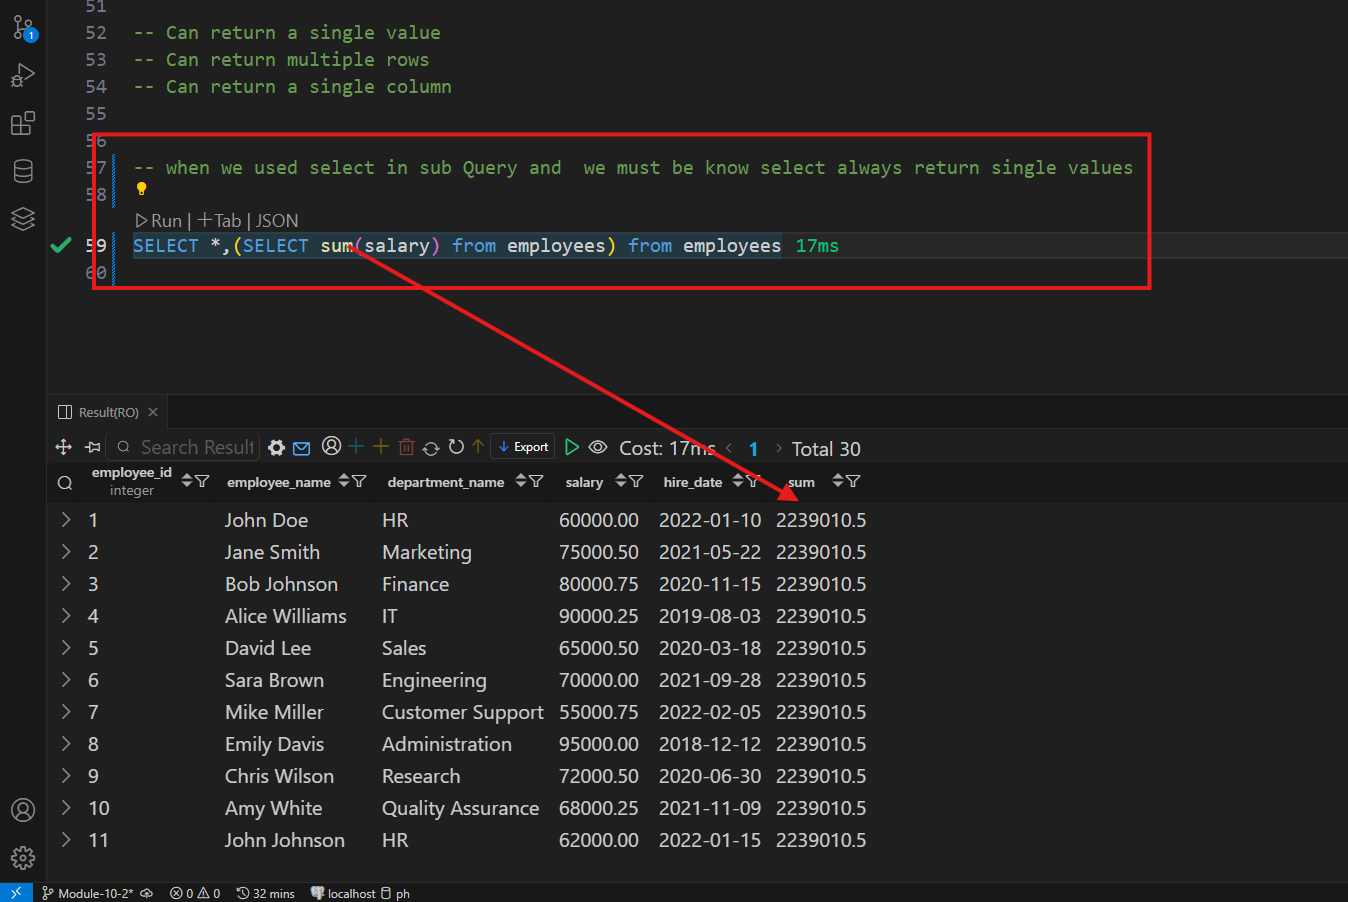 51
52 -- Can return a single value
53 -- Can return multiple rows
54 -- Can return a single column
55
56
57 -- when we used select in sub Query and  we must be know select always return single values
58
Run | Tab | JSON
59 SELECT *,(SELECT sum(salary) from employees) from employees 17ms
60
Result(RO)
Search Result Export Cost: 17ms 1 Total 30
employee_id integer employee_name department_name salary hire_date sum
1 John Doe HR 60000.00 2022-01-10 2239010.5
2 Jane Smith Marketing 75000.50 2021-05-22 2239010.5
3 Bob Johnson Finance 80000.75 2020-11-15 2239010.5
4 Alice Williams IT 90000.25 2019-08-03 2239010.5
5 David Lee Sales 65000.50 2020-03-18 2239010.5
6 Sara Brown Engineering 70000.00 2021-09-28 2239010.5
7 Mike Miller Customer Support 55000.75 2022-02-05 2239010.5
8 Emily Davis Administration 95000.00 2018-12-12 2239010.5
9 Chris Wilson Research 72000.50 2020-06-30 2239010.5
10 Amy White Quality Assurance 68000.25 2021-11-09 2239010.5
11 John Johnson HR 62000.00 2022-01-15 2239010.5
Module-10-2* 0 0 32 mins localhost ph